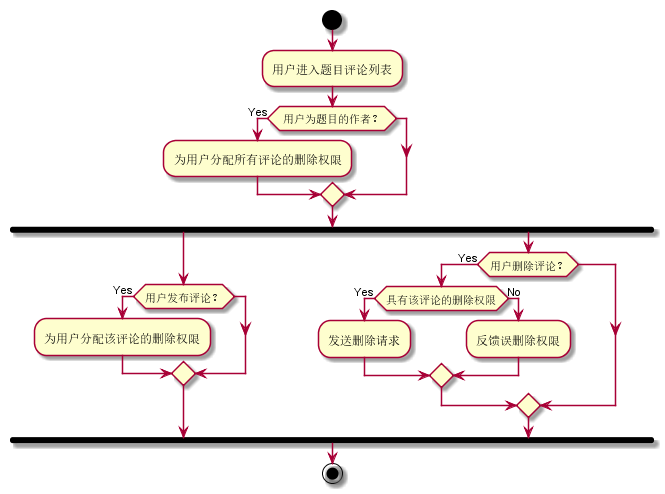 用户进入题目评论列表
Yes
用户为题目的作者？
为用户分配所有评论的删除权限
Yes
用户发布评论？
为用户分配该评论的删除权限
Yes
用户删除评论？
Yes
具有该评论的删除权限
No
发送删除请求
反馈误删除权限